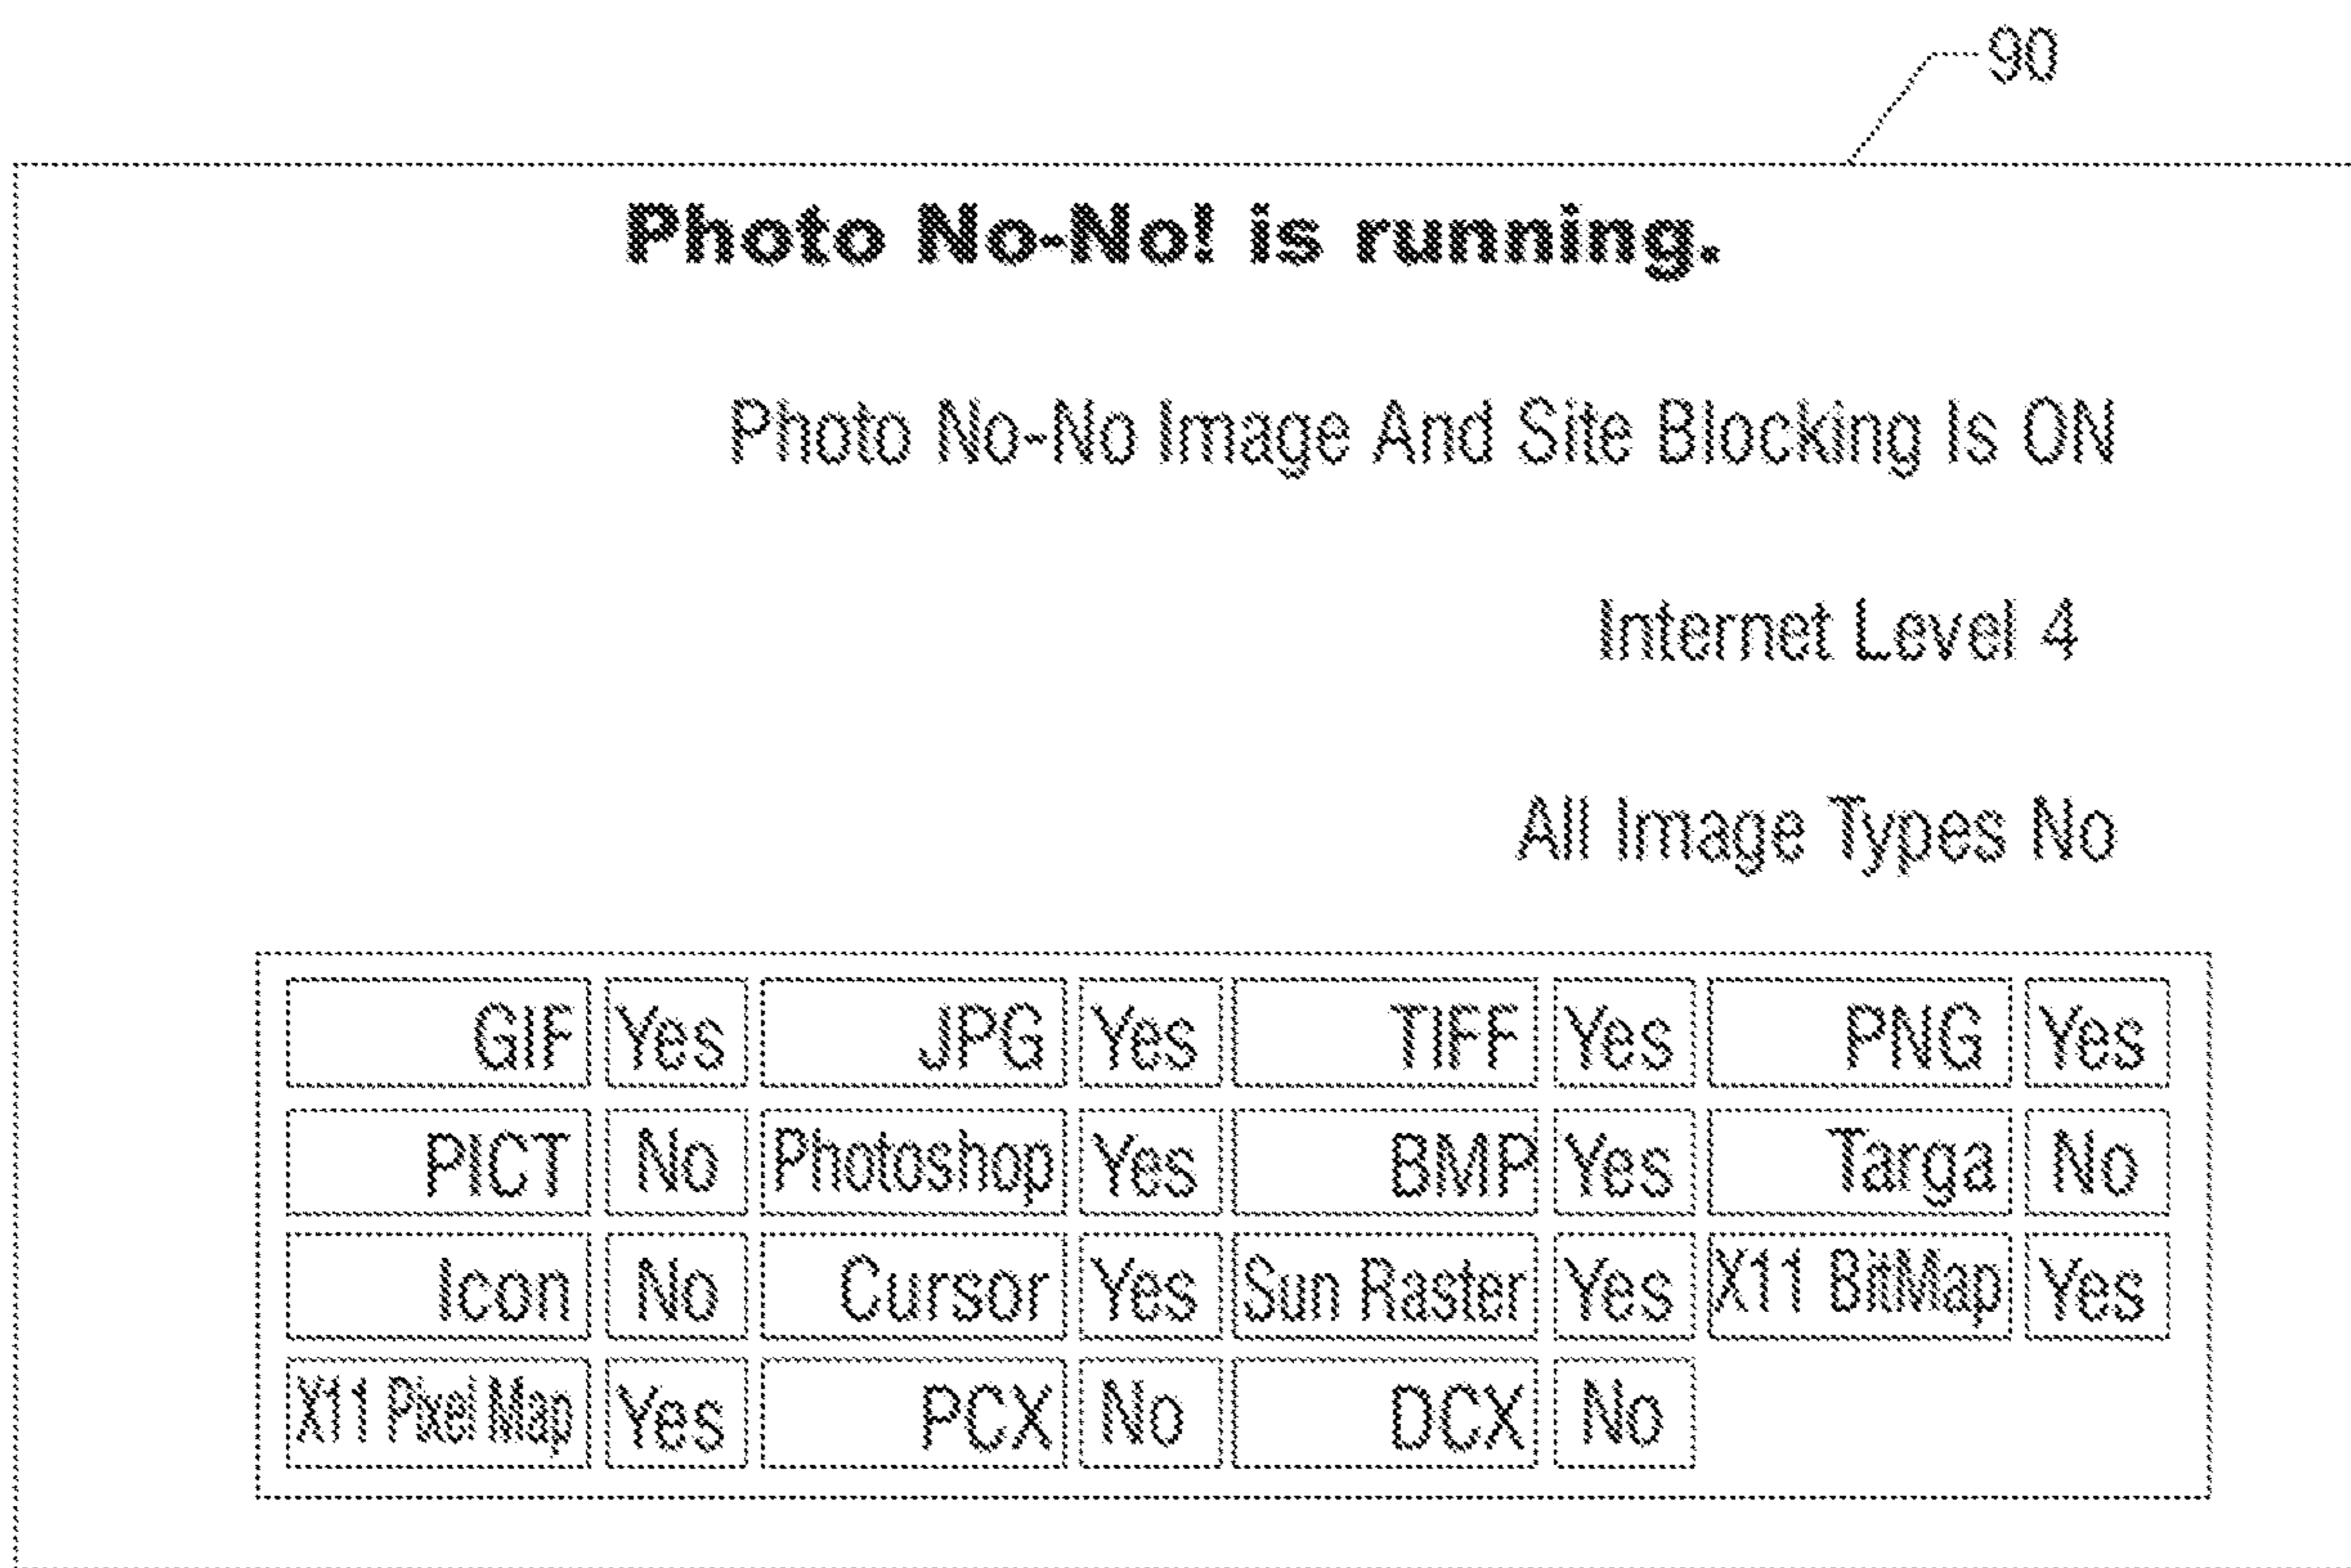 90
Photo No-No! is running.
Photo No-No Image And Site Blocking Is ON
Internet Level 4
All Image Types No
GIF Yes JPG Yes TIFF Yes PNG Yes
PICT No Photoshop Yes BMP Yes Targa No
Icon No Cursor Yes Sun Raster Yes X11 BitMap Yes
X11 Pixel Map Yes PCX No DCX No